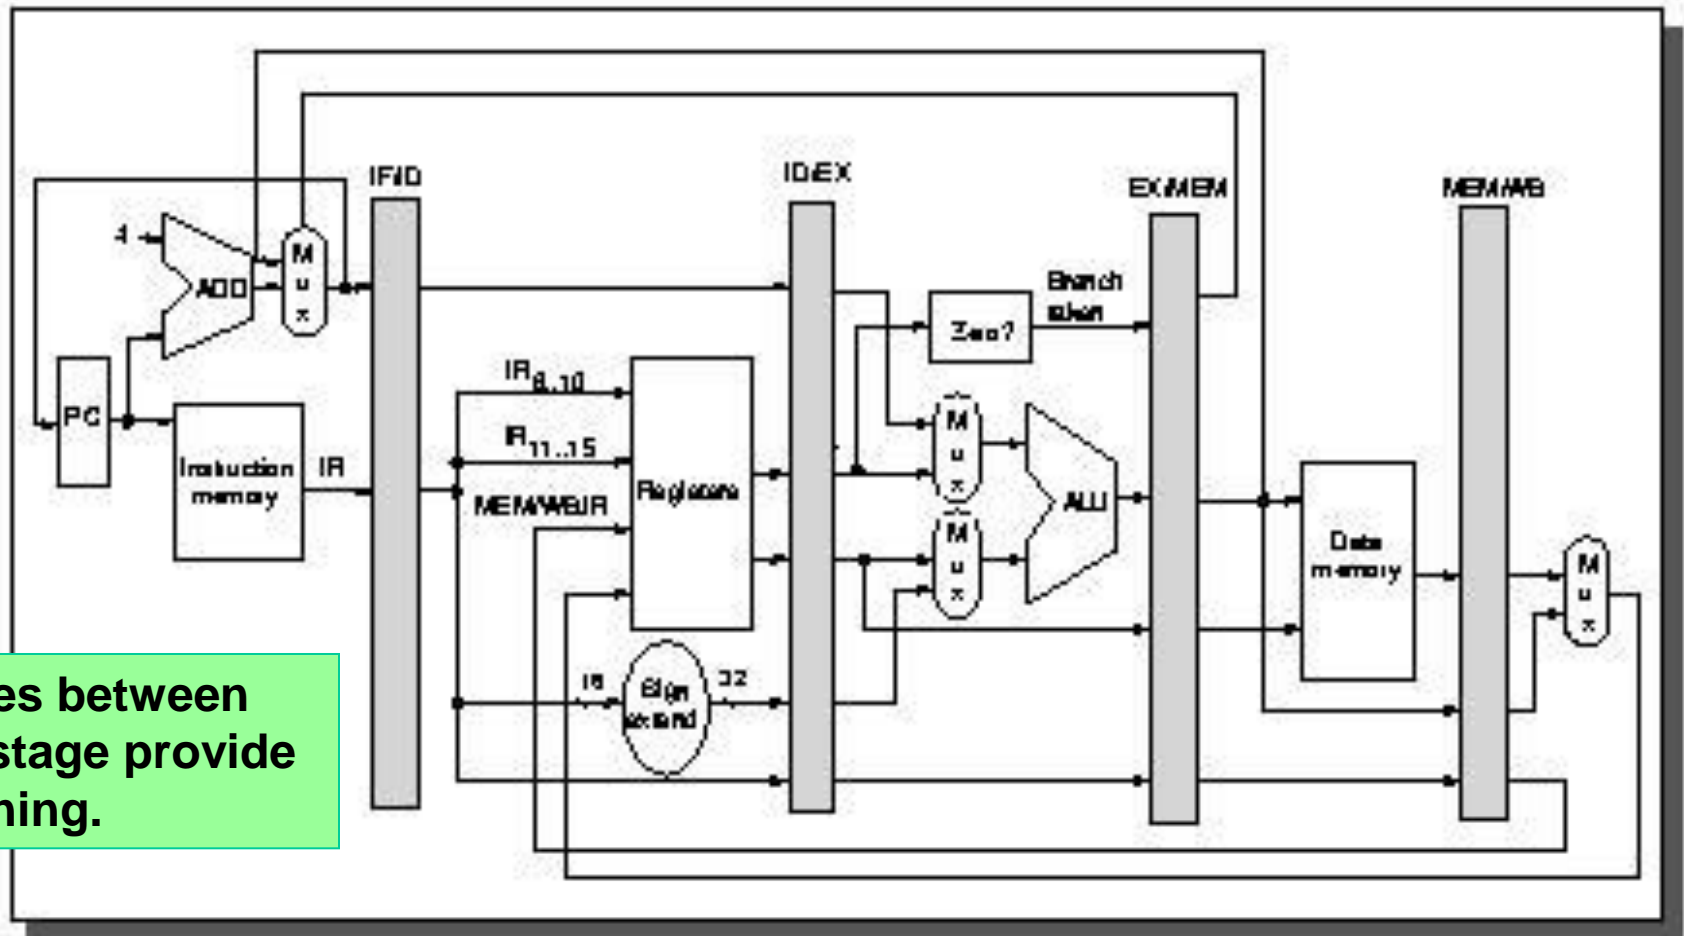 IF/ID
ID/EX
EX/MEM
MEM/WB
4
ADD
M
u
x
Branch
taken
Zero?
PC
IR6..10
M
u
x
IR11..15
Instruction
memory
IR
Registers
MEM/WB.IR
ALU
M
u
x
Data
memory
M
u
x
16
Sign
extend
32
es between
stage provide
ning.